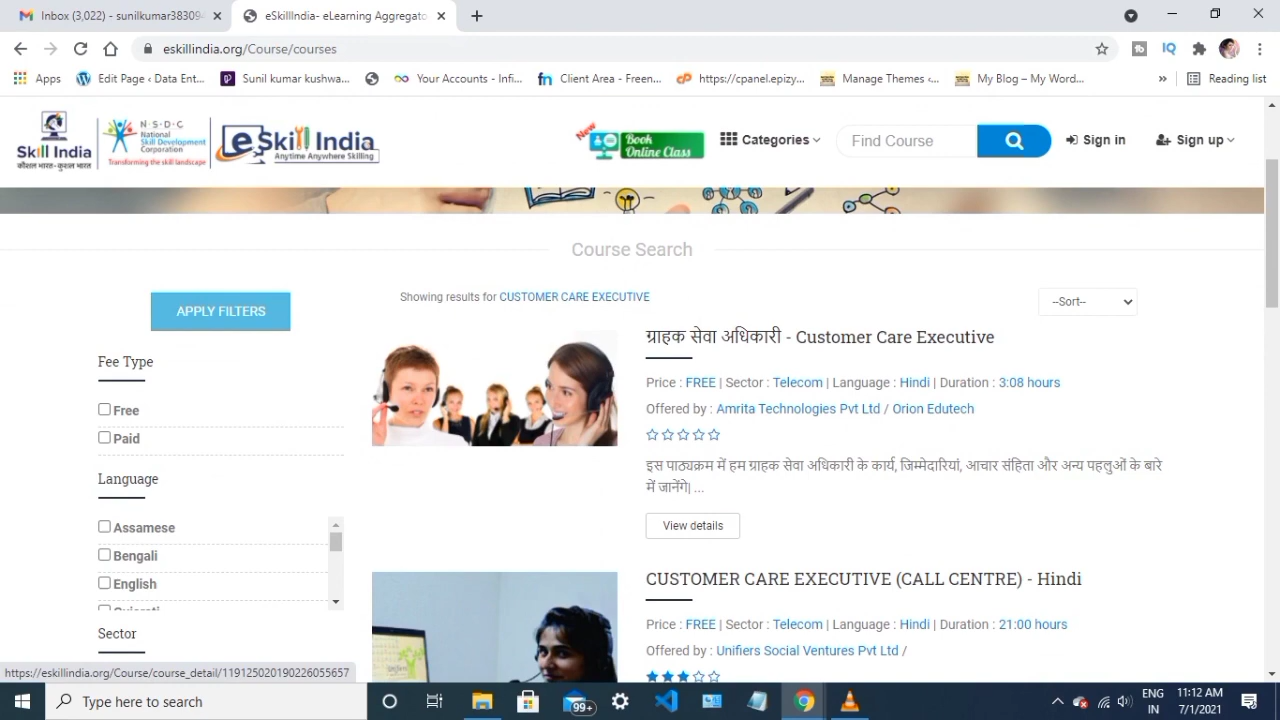 Inbox (3,022) - sunilkumar38309
eSkillIndia- eLearning Aggregato
eskillindia.org/Course/courses
Apps
Edit Page ‹ Data Ent...
Sunil kumar kushwa...
Your Accounts - Infi...
fn Client Area - Freen...
cP https://cpanel.epizy...
Manage Themes ‹...
My Blog – My Word...
»
Reading list
Skill India
कौशल भारत - कुशल भारत
N·S·D·C
National
Skill Development
Corporation
Transforming the skill landscape
eSkill India
Anytime Anywhere Skilling
New
Book
Online Class
Categories
Find Course
Sign in
Sign up
Course Search
APPLY FILTERS
Showing results for CUSTOMER CARE EXECUTIVE
--Sort--
Fee Type
Free
Paid
Language
Assamese
Bengali
English
Gujarati
Sector
ग्राहक सेवा अधिकारी - Customer Care Executive
Price : FREE | Sector : Telecom | Language : Hindi | Duration : 3:08 hours
Offered by : Amrita Technologies Pvt Ltd / Orion Edutech
इस पाठ्यक्रम में हम ग्राहक सेवा अधिकारी के कार्य, जिम्मेदारियां, आचार संहिता और अन्य पहलुओं के बारे
में जानेंगे| ...
View details
CUSTOMER CARE EXECUTIVE (CALL CENTRE) - Hindi
Price : FREE | Sector : Telecom | Language : Hindi | Duration : 21:00 hours
Offered by : Unifiers Social Ventures Pvt Ltd /
https://eskillindia.org/Course/course_detail/119125020190226055657
Type here to search
99+
ENG
IN
11:12 AM
7/1/2021